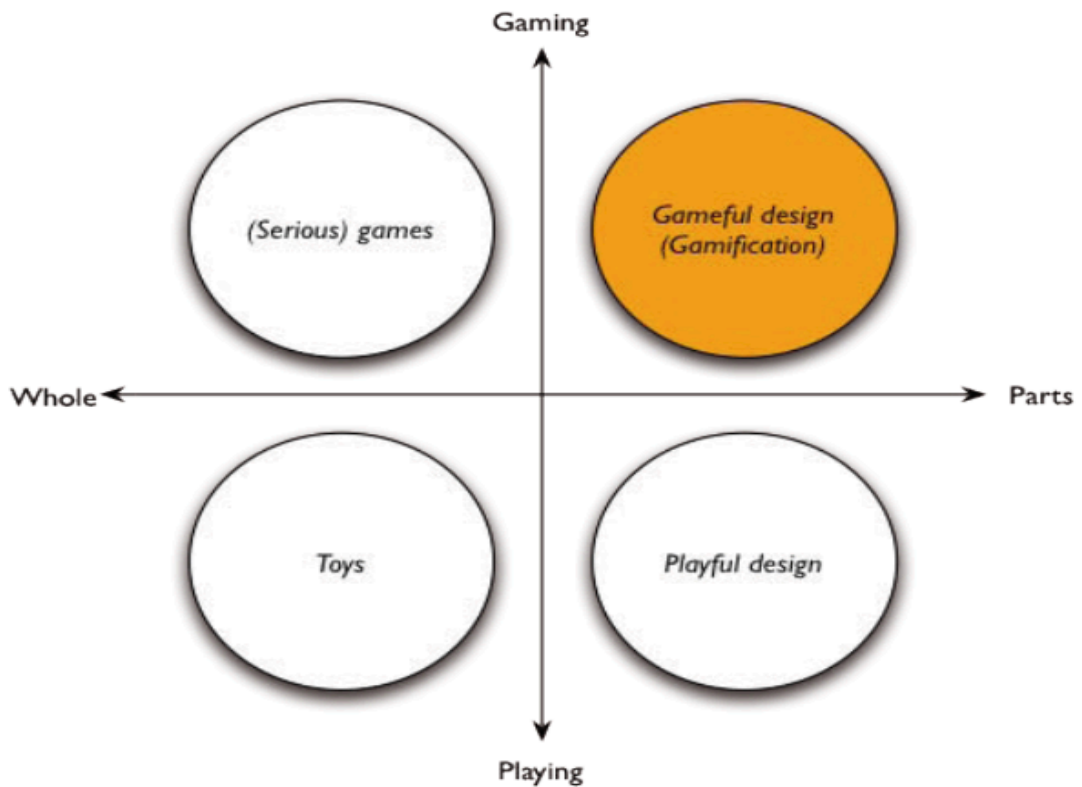 Gaming
(Serious) games
Gameful design
(Gamification)
Whole
Parts
Toys
Playful design
Playing